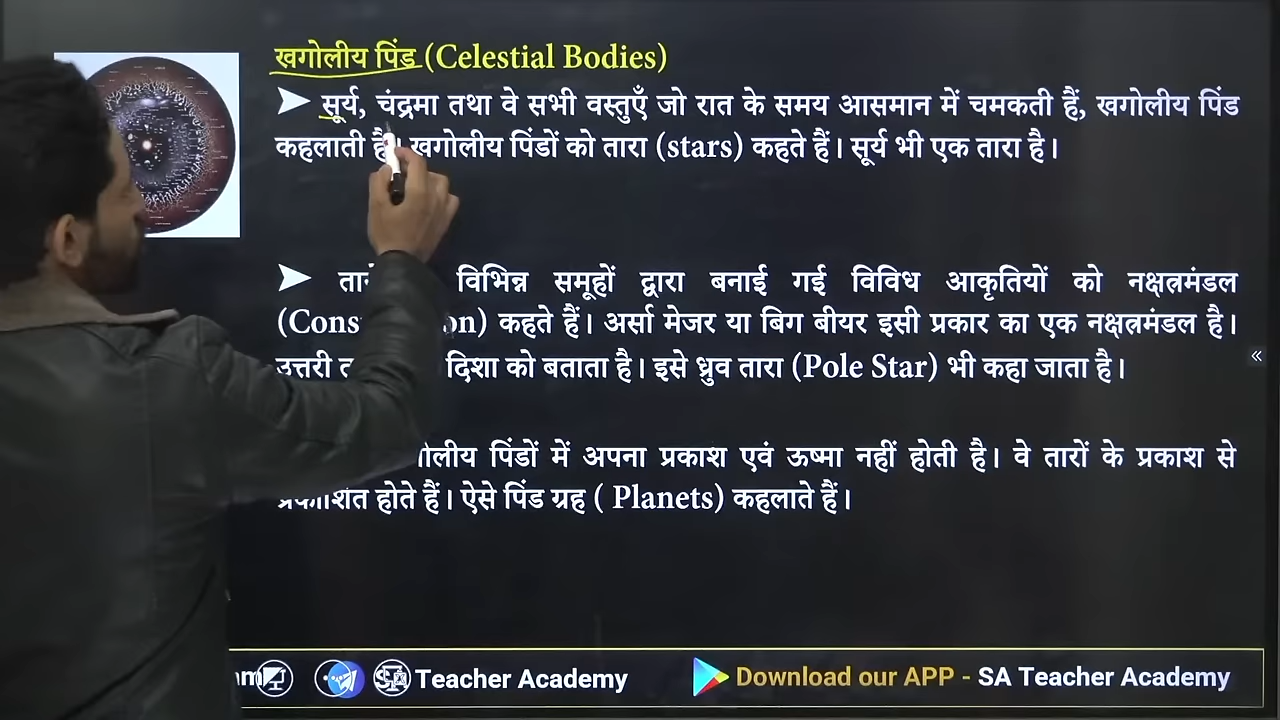 खगोलीय पिंड (Celestial Bodies)
➤ सूर्य, चंद्रमा तथा वे सभी वस्तुएँ जो रात के समय आसमान में चमकती हैं, खगोलीय पिंड
कहलाती हैं। खगोलीय पिंडों को तारा (stars) कहते हैं। सूर्य भी एक तारा है।
➤ विभिन्न समूहों द्वारा बनाई गई विविध आकृतियों को नक्षत्रमंडल
कहते हैं। अर्सा मेजर या बिग बीयर इसी प्रकार का एक नक्षत्रमंडल है।
उत्तरी दिशा को बताता है। इसे ध्रुव तारा (Pole Star) भी कहा जाता है।
पिंडों में अपना प्रकाश एवं ऊष्मा नहीं होती है। वे तारों के प्रकाश से
प्रकाशित होते हैं। ऐसे पिंड ग्रह ( Planets) कहलाते हैं।
Teacher Academy
Download our APP - SA Teacher Academy